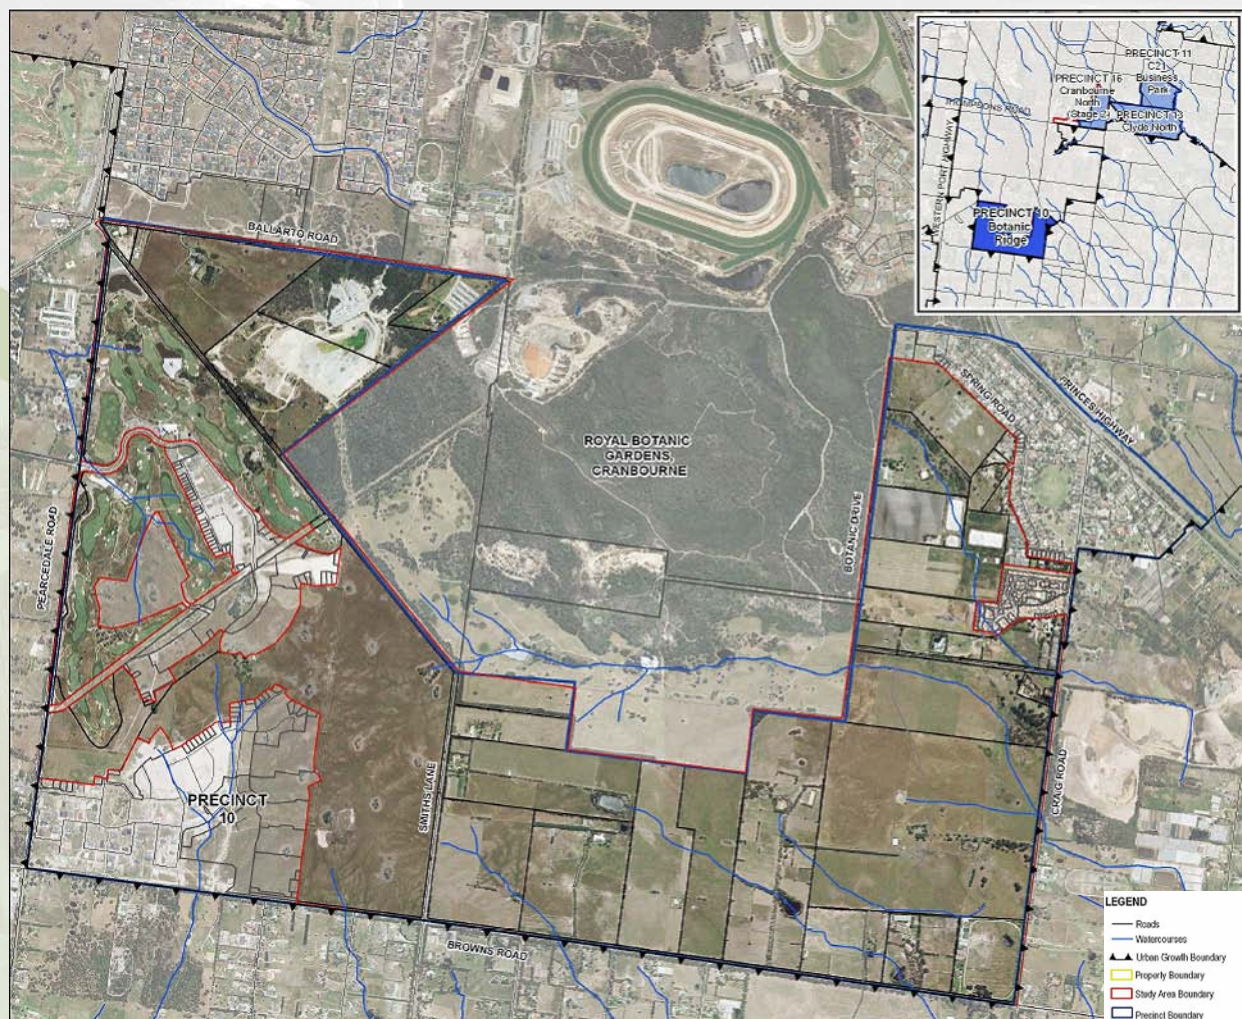 PRECINCT 11
C21
Business
Park
PRECINCT 16
Cranbourne
North
(Stage 2)
PRECINCT 13
Clyde North
THOMPSONS ROAD
WESTERN PORT HIGHWAY
PRECINCT 10
Botanic
Ridge
BALLARTO ROAD
SPRING ROAD
PRINCES HIGHWAY
ROYAL BOTANIC
GARDENS,
CRANBOURNE
BOTANIC DRIVE
PEARCEDALE ROAD
CRAIG ROAD
SMITHS LANE
PRECINCT
10
BROWNS ROAD
LEGEND
Roads
Watercourses
Urban Growth Boundary
Property Boundary
Study Area Boundary
Precinct Boundary